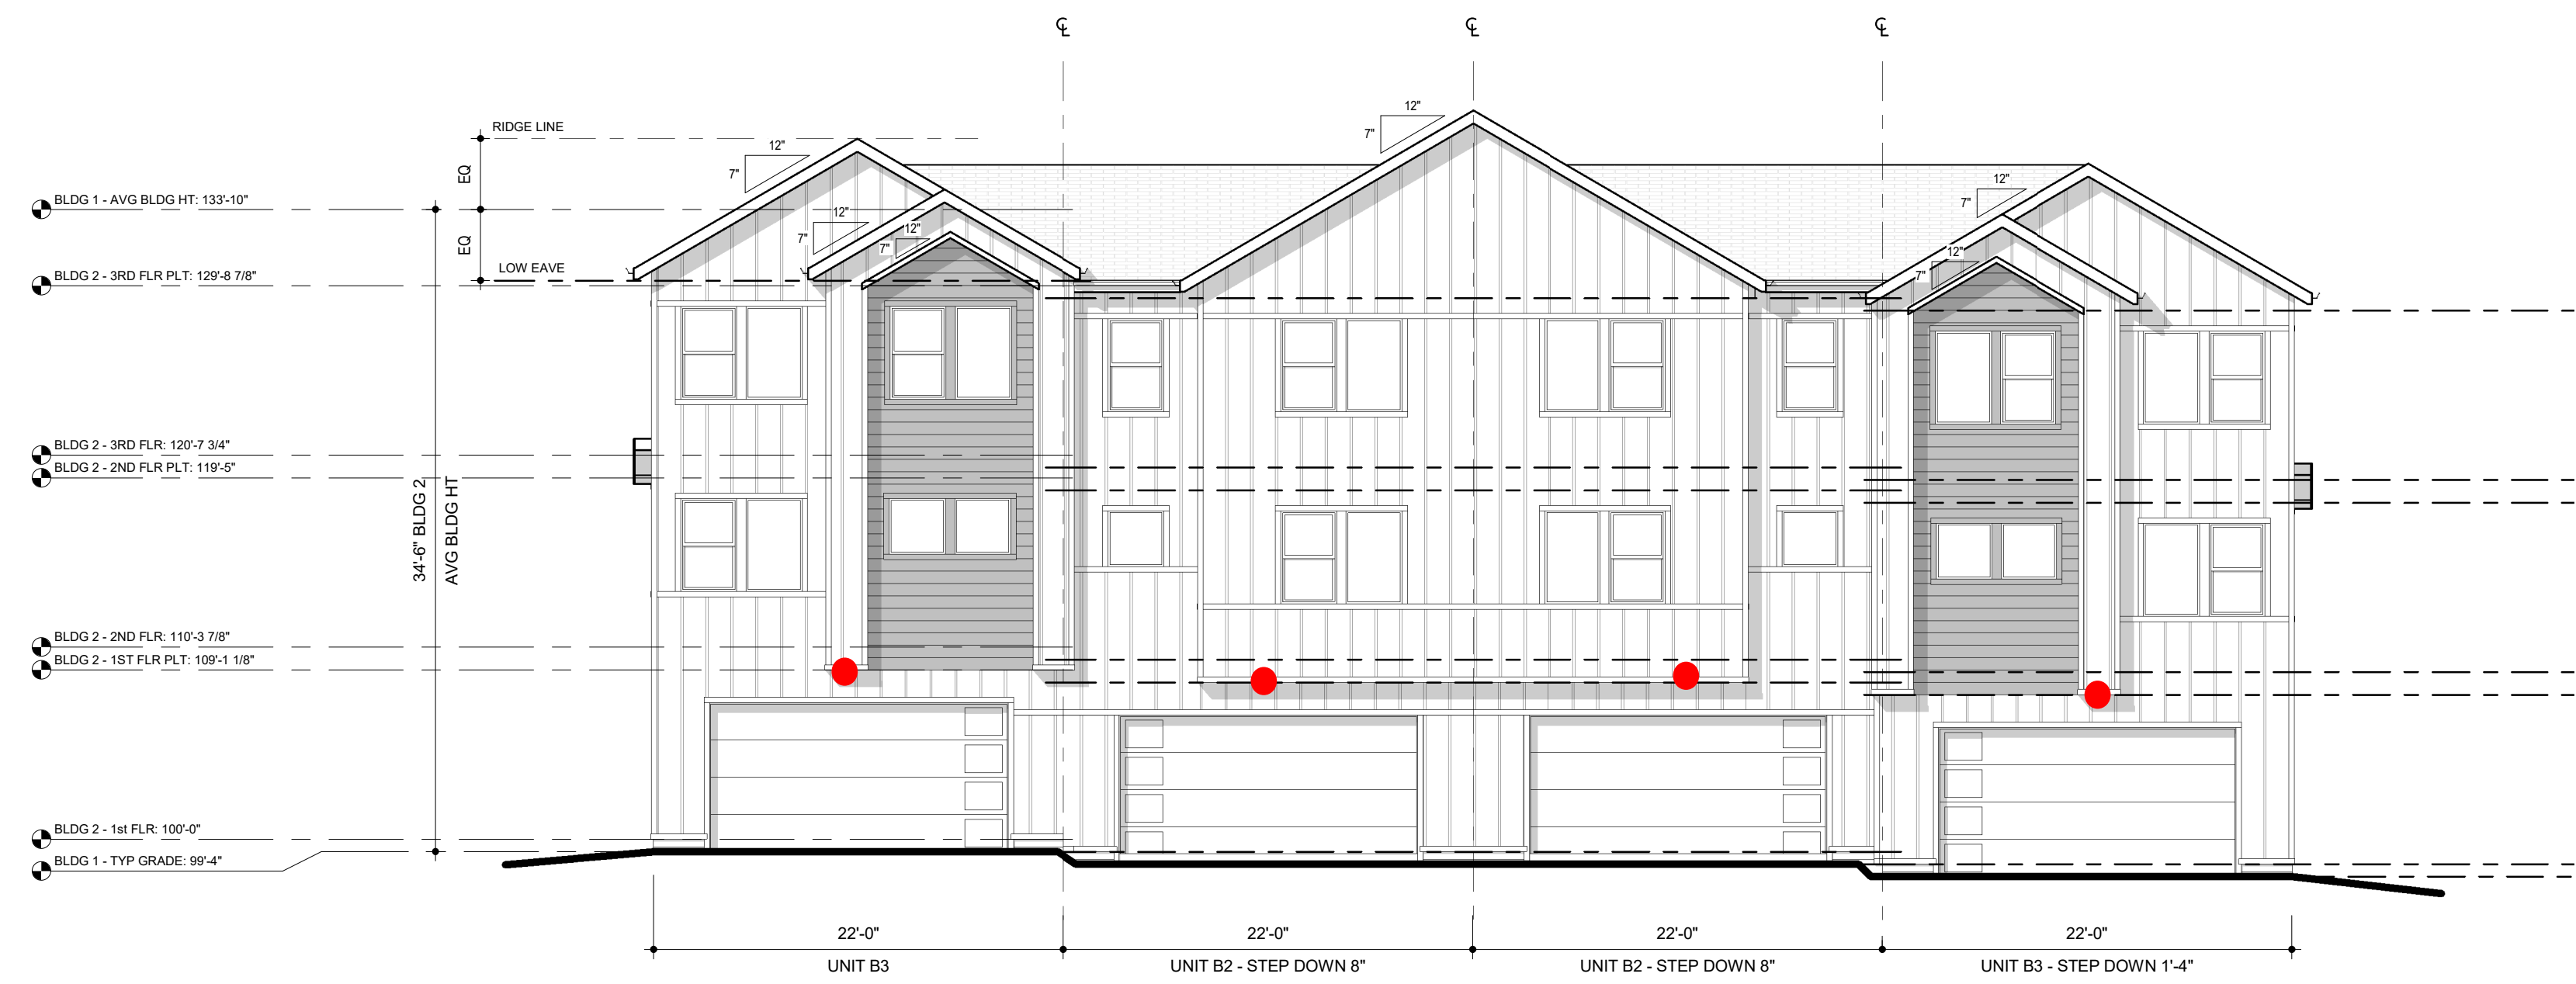 ℄ ℄ ℄
12"
7"
RIDGE LINE
12"
7"
EQ
12"
7"
BLDG 1 - AVG BLDG HT: 133'-10"
12"
7"
12"
7"
EQ
12"
7"
LOW EAVE
BLDG 2 - 3RD FLR PLT: 129'-8 7/8"
BLDG 2 - 3RD FLR: 120'-7 3/4"
BLDG 2 - 2ND FLR PLT: 119'-5"
34'-6" BLDG 2
AVG BLDG HT
BLDG 2 - 2ND FLR: 110'-3 7/8"
BLDG 2 - 1ST FLR PLT: 109'-1 1/8"
BLDG 2 - 1st FLR: 100'-0"
BLDG 1 - TYP GRADE: 99'-4"
22'-0" 22'-0" 22'-0" 22'-0"
UNIT B3 UNIT B2 - STEP DOWN 8" UNIT B2 - STEP DOWN 8" UNIT B3 - STEP DOWN 1'-4"